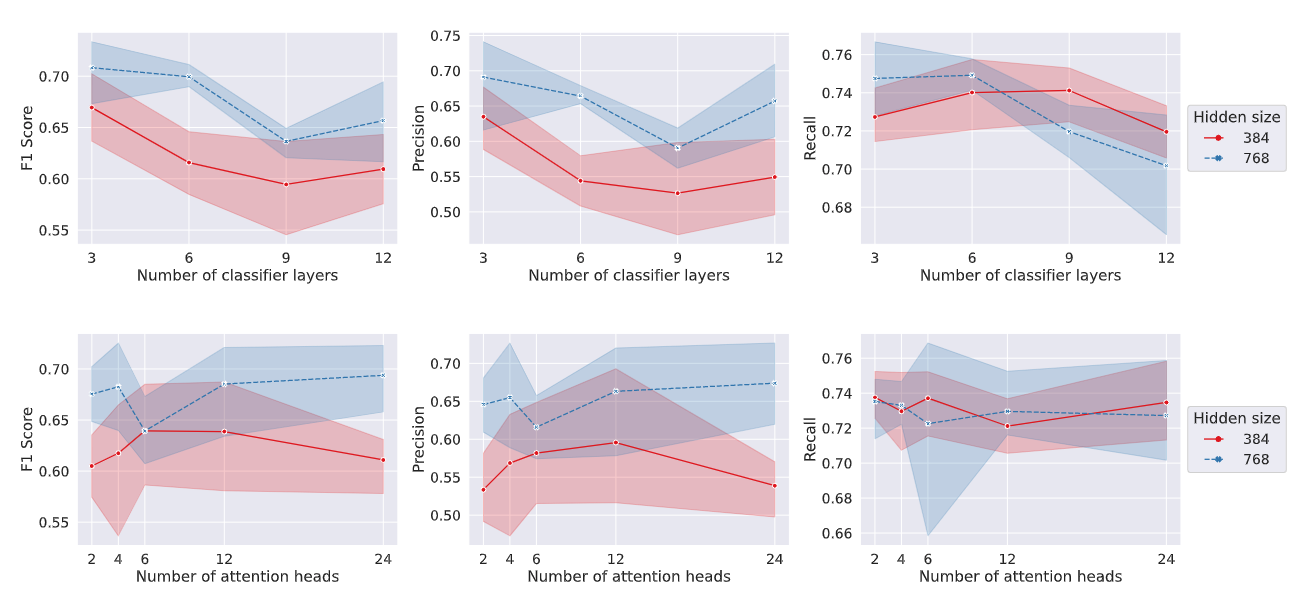 F1 Score
0.70
0.65
0.60
0.55
3 6 9 12
Number of classifier layers
Precision
0.75
0.70
0.65
0.60
0.55
0.50
3 6 9 12
Number of classifier layers
Recall
0.76
0.74
0.72
0.70
0.68
3 6 9 12
Number of classifier layers
Hidden size
384
768
F1 Score
0.70
0.65
0.60
0.55
2 4 6 12 24
Number of attention heads
Precision
0.70
0.65
0.60
0.55
0.50
2 4 6 12 24
Number of attention heads
Recall
0.76
0.74
0.72
0.70
0.68
0.66
2 4 6 12 24
Number of attention heads
Hidden size
384
768